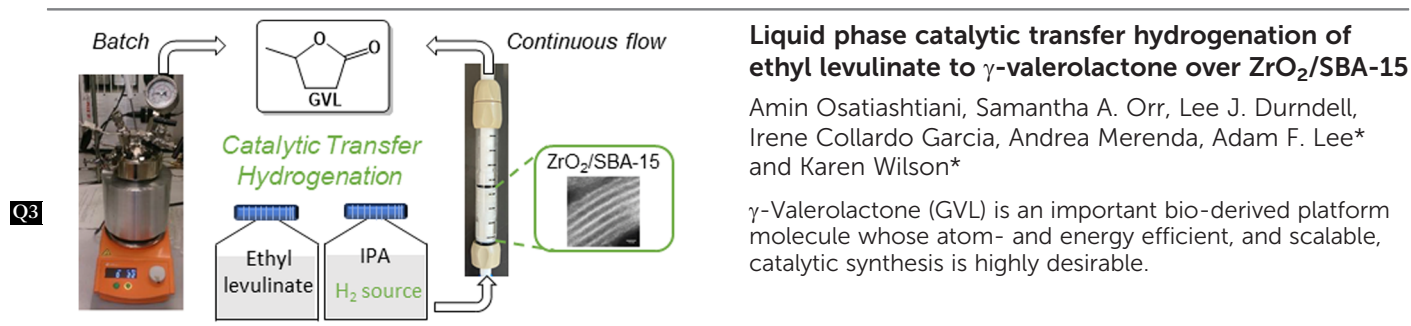 Batch
Continuous flow
O
O
GVL
Catalytic Transfer
Hydrogenation
ZrO₂/SBA-15
Q3
Ethyl
levulinate
IPA
H₂ source
Liquid phase catalytic transfer hydrogenation of
ethyl levulinate to γ-valerolactone over ZrO₂/SBA-15
Amin Osatiashtiani, Samantha A. Orr, Lee J. Durndell,
Irene Collardo Garcia, Andrea Merenda, Adam F. Lee*
and Karen Wilson*
γ-Valerolactone (GVL) is an important bio-derived platform
molecule whose atom- and energy efficient, and scalable,
catalytic synthesis is highly desirable.